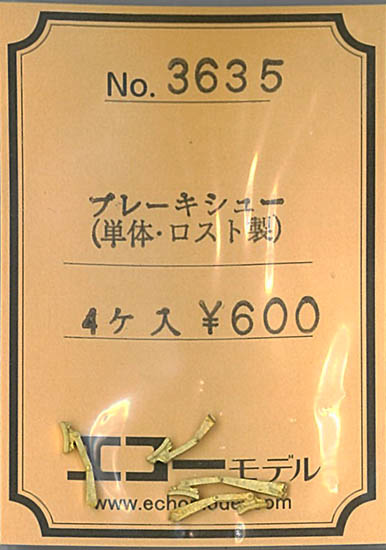 No. 3635
ブレーキシュー
(単体・ロスト製)
4ケ入 ¥600
エコーモデル
www.echomodel.com